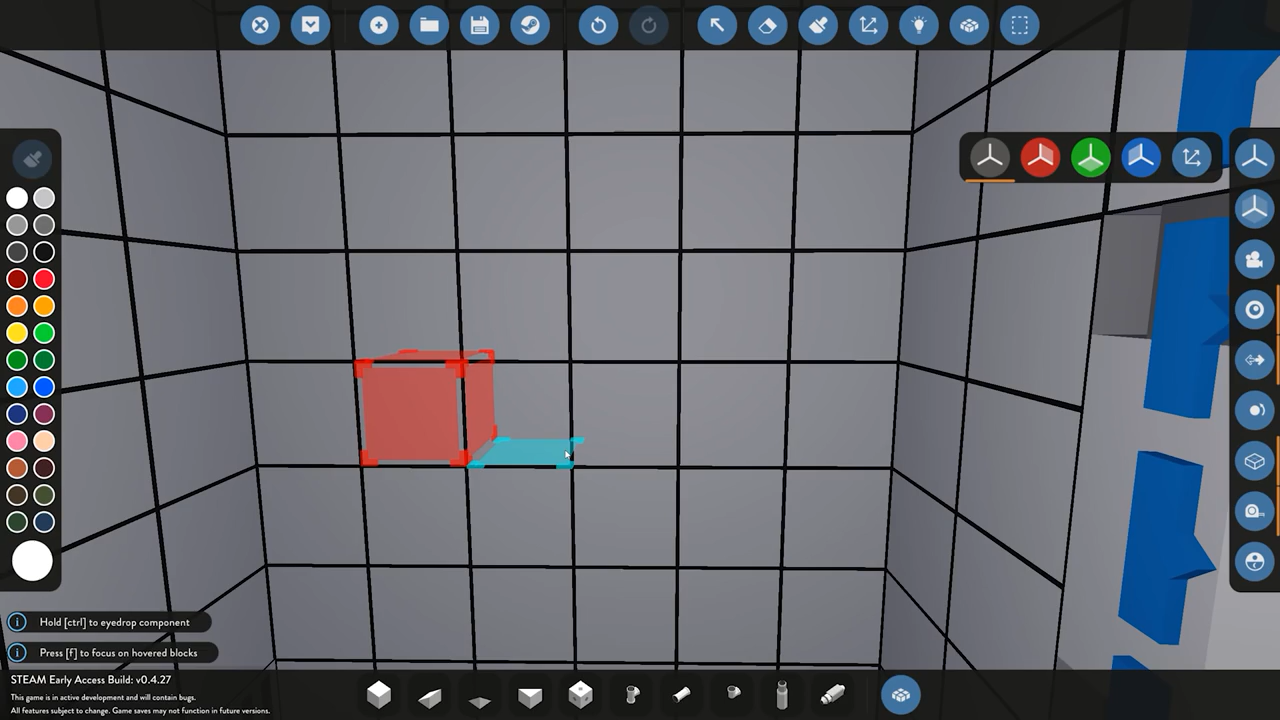 Hold [ctrl] to eyedrop component
Press [f] to focus on hovered blocks
STEAM Early Access Build: v0.4.27
This game is in active development and will contain bugs.
All features subject to change. Game saves may not function in future versions.